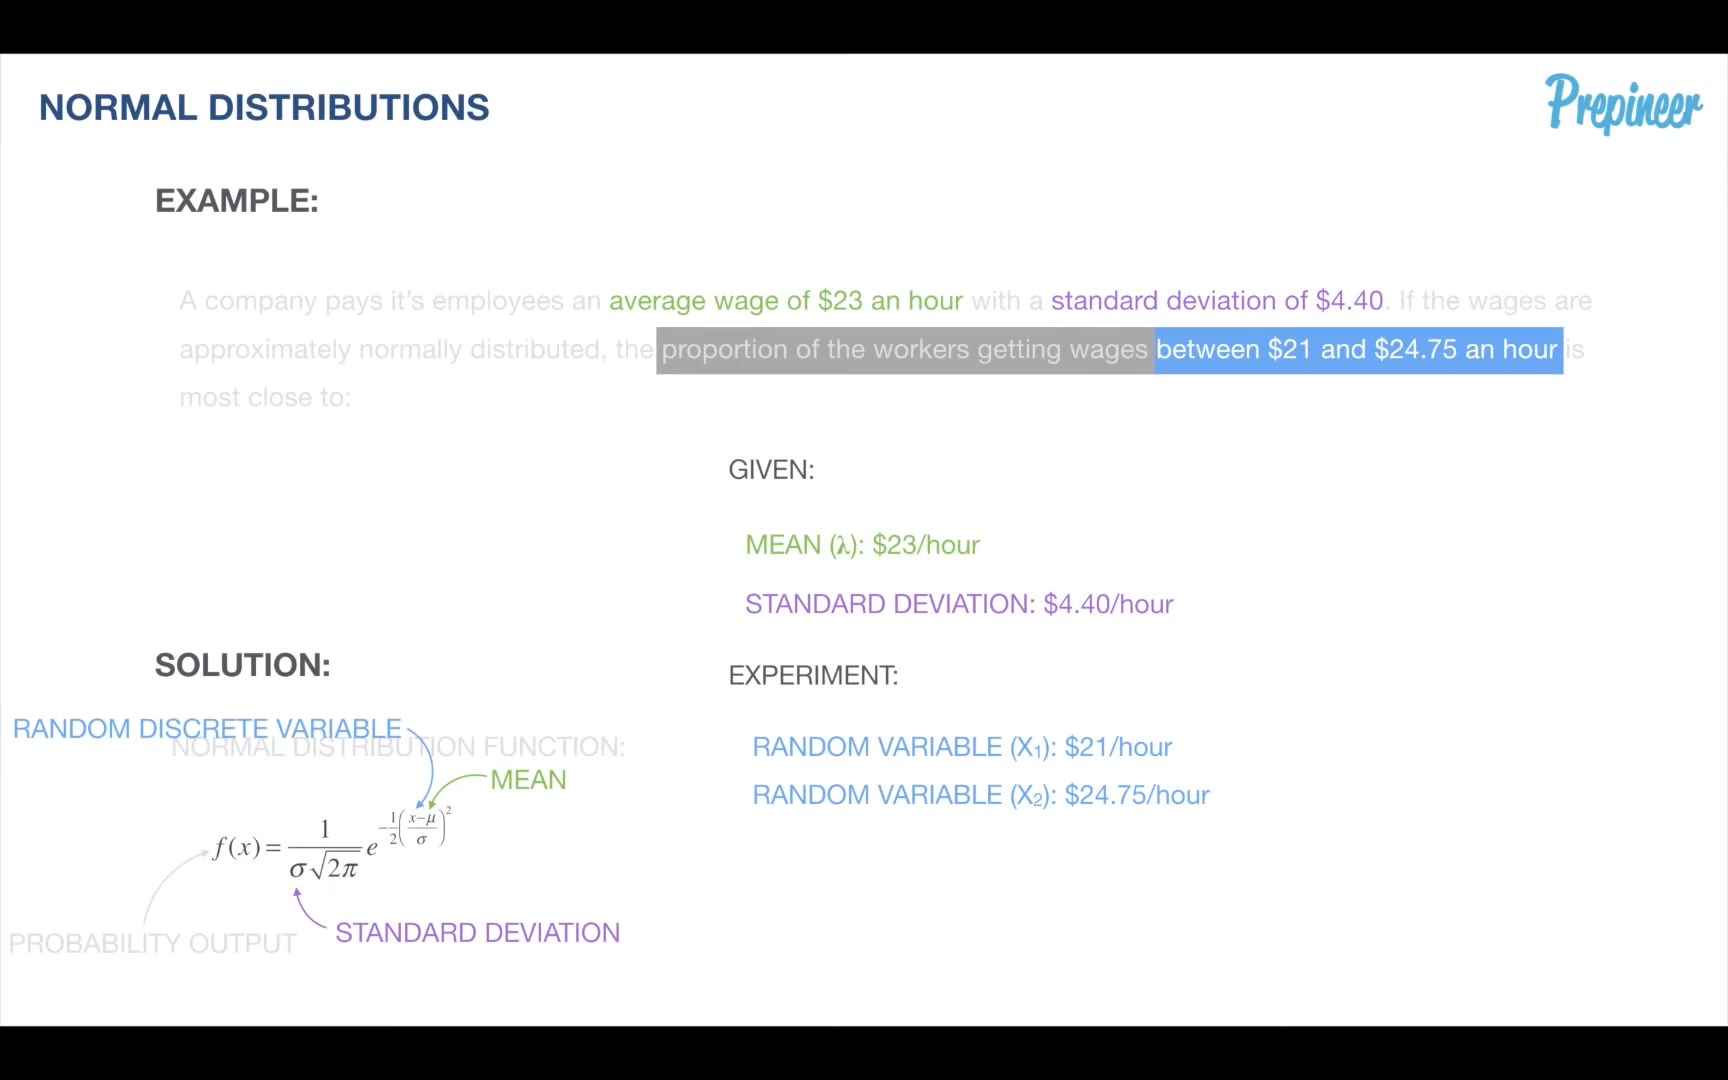 NORMAL DISTRIBUTIONS
Prepineer
EXAMPLE:
A company pays it's employees an average wage of $23 an hour with a standard deviation of $4.40. If the wages are
approximately normally distributed, the proportion of the workers getting wages between $21 and $24.75 an hour is
most close to:
GIVEN:
MEAN (λ): $23/hour
STANDARD DEVIATION: $4.40/hour
SOLUTION:
EXPERIMENT:
RANDOM DISCRETE VARIABLE
NORMAL DISTRIBUTION FUNCTION:
MEAN
RANDOM VARIABLE (X₁): $21/hour
RANDOM VARIABLE (X₂): $24.75/hour
f(x) = 1/(σ√2π) e^(-1/2((x−μ)/σ)²)
STANDARD DEVIATION
PROBABILITY OUTPUT